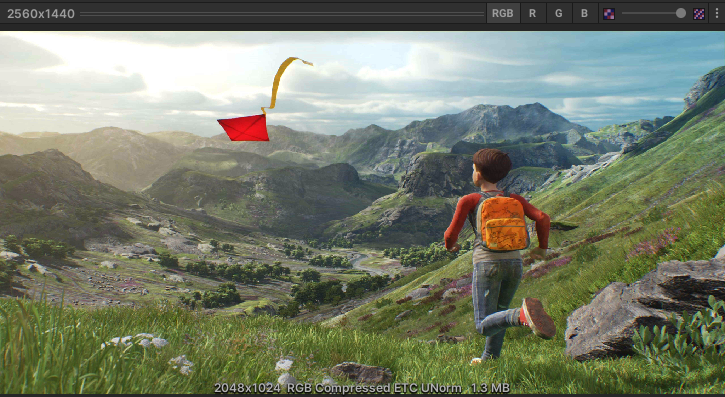 2560x1440 RGB R G B
2048x1024 RGB Compressed ETC UNorm 1.3 MB